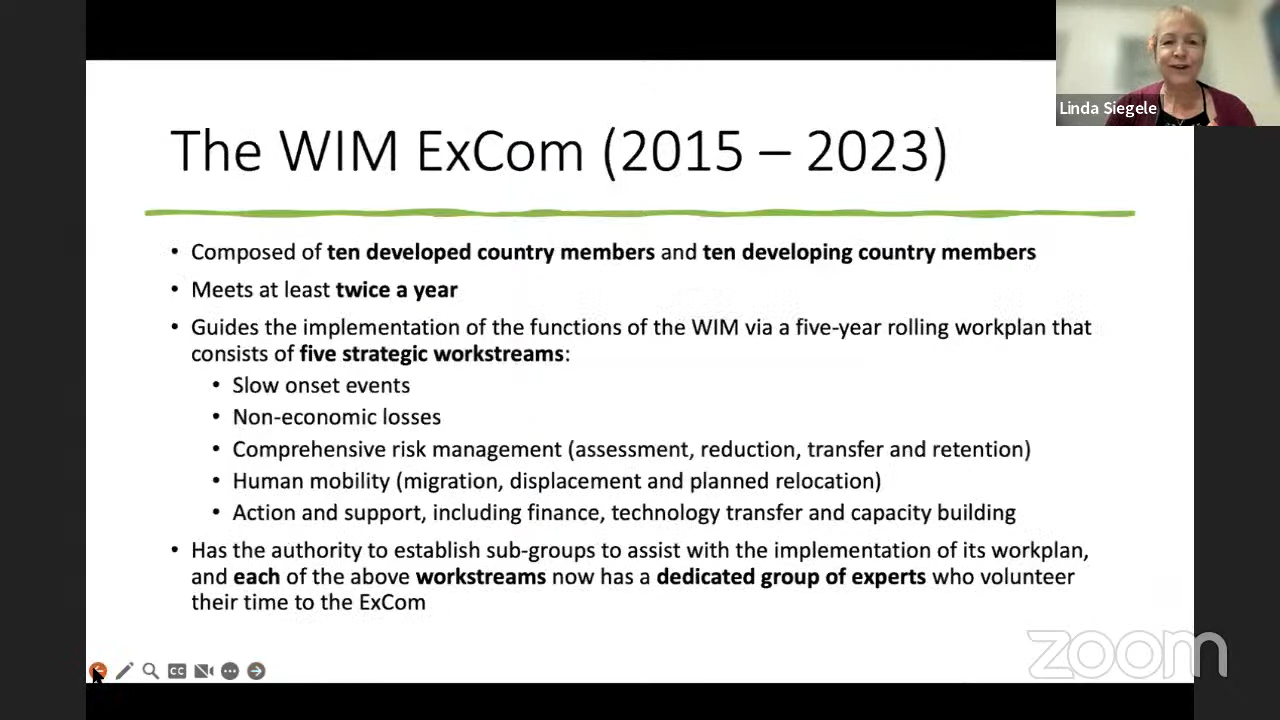 Linda Siegele
The WIM ExCom (2015 – 2023)
• Composed of ten developed country members and ten developing country members
• Meets at least twice a year
• Guides the implementation of the functions of the WIM via a five-year rolling workplan that
consists of five strategic workstreams:
• Slow onset events
• Non-economic losses
• Comprehensive risk management (assessment, reduction, transfer and retention)
• Human mobility (migration, displacement and planned relocation)
• Action and support, including finance, technology transfer and capacity building
• Has the authority to establish sub-groups to assist with the implementation of its workplan,
and each of the above workstreams now has a dedicated group of experts who volunteer
their time to the ExCom
CC
zoom